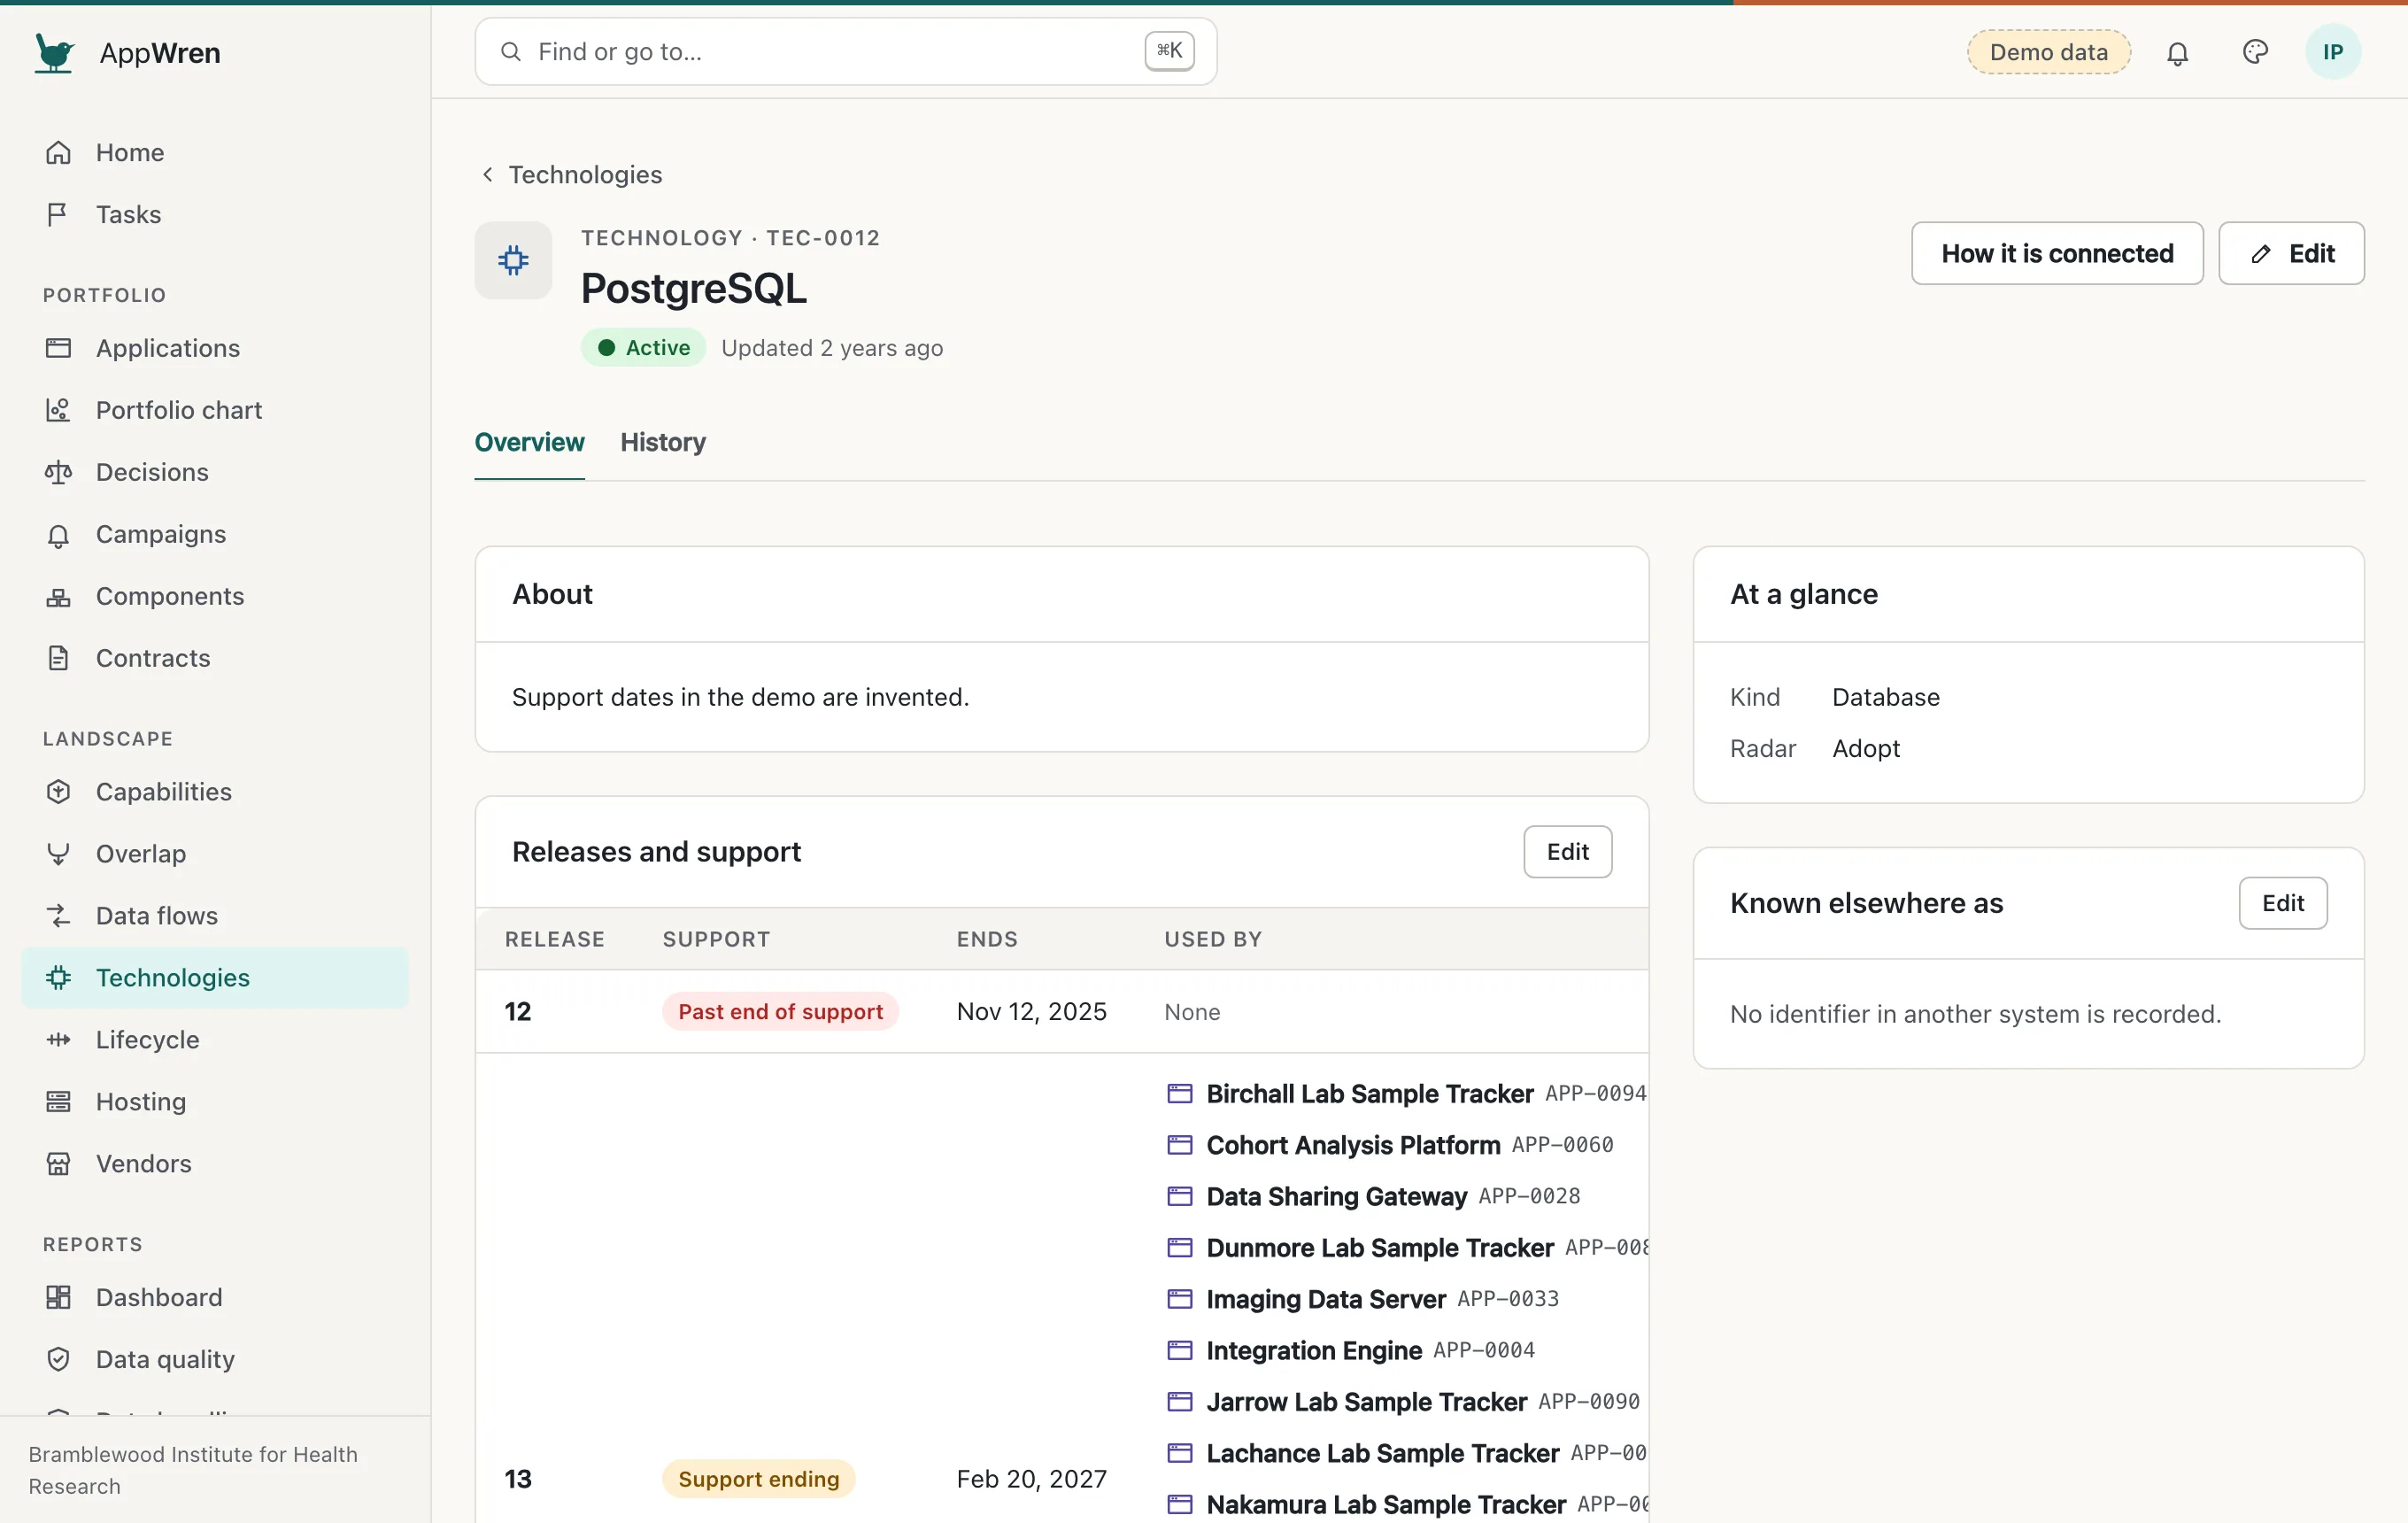 AppWren
Find or go to...
⌘K
Demo data
IP
Home
Tasks
PORTFOLIO
Applications
Portfolio chart
Decisions
Campaigns
Components
Contracts
LANDSCAPE
Capabilities
Overlap
Data flows
Technologies
Lifecycle
Hosting
Vendors
REPORTS
Dashboard
Data quality
Bramblewood Institute for Health
Research
Technologies
TECHNOLOGY · TEC-0012
PostgreSQL
Active Updated 2 years ago
How it is connected
Edit
Overview History
About
Support dates in the demo are invented.
Releases and support
Edit
RELEASE SUPPORT ENDS USED BY
12 Past end of support Nov 12, 2025 None
Birchall Lab Sample Tracker APP-0094
Cohort Analysis Platform APP-0060
Data Sharing Gateway APP-0028
Dunmore Lab Sample Tracker
Imaging Data Server APP-0033
Integration Engine APP-0004
Jarrow Lab Sample Tracker APP-0090
Lachance Lab Sample Tracker
13 Support ending Feb 20, 2027
Nakamura Lab Sample Tracker
At a glance
Kind Database
Radar Adopt
Known elsewhere as
Edit
No identifier in another system is recorded.